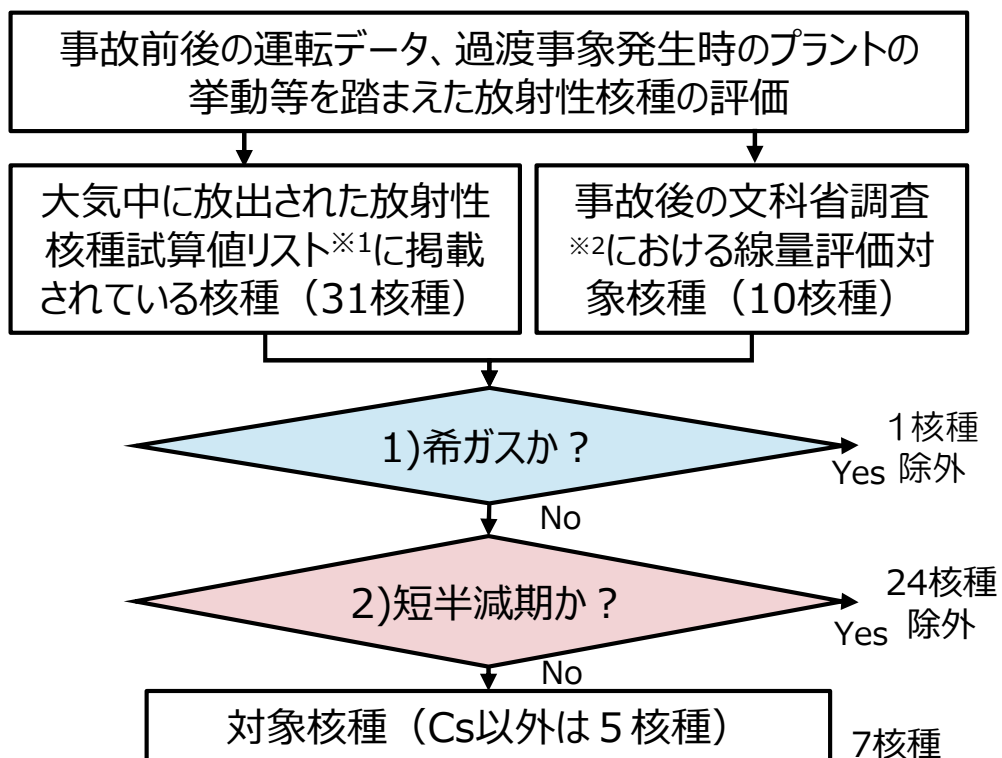 事故前後の運転データ、過渡事象発生時のプラントの
挙動等を踏まえた放射性核種の評価
大気中に放出された放射性
核種試算値リスト※1に掲載
されている核種（31核種）
事故後の文科省調査
※2における線量評価対
象核種（10核種）
1)希ガスか？
1核種
Yes 除外
No
2)短半減期か？
24核種
Yes 除外
No
対象核種（Cs以外は５核種）
7核種